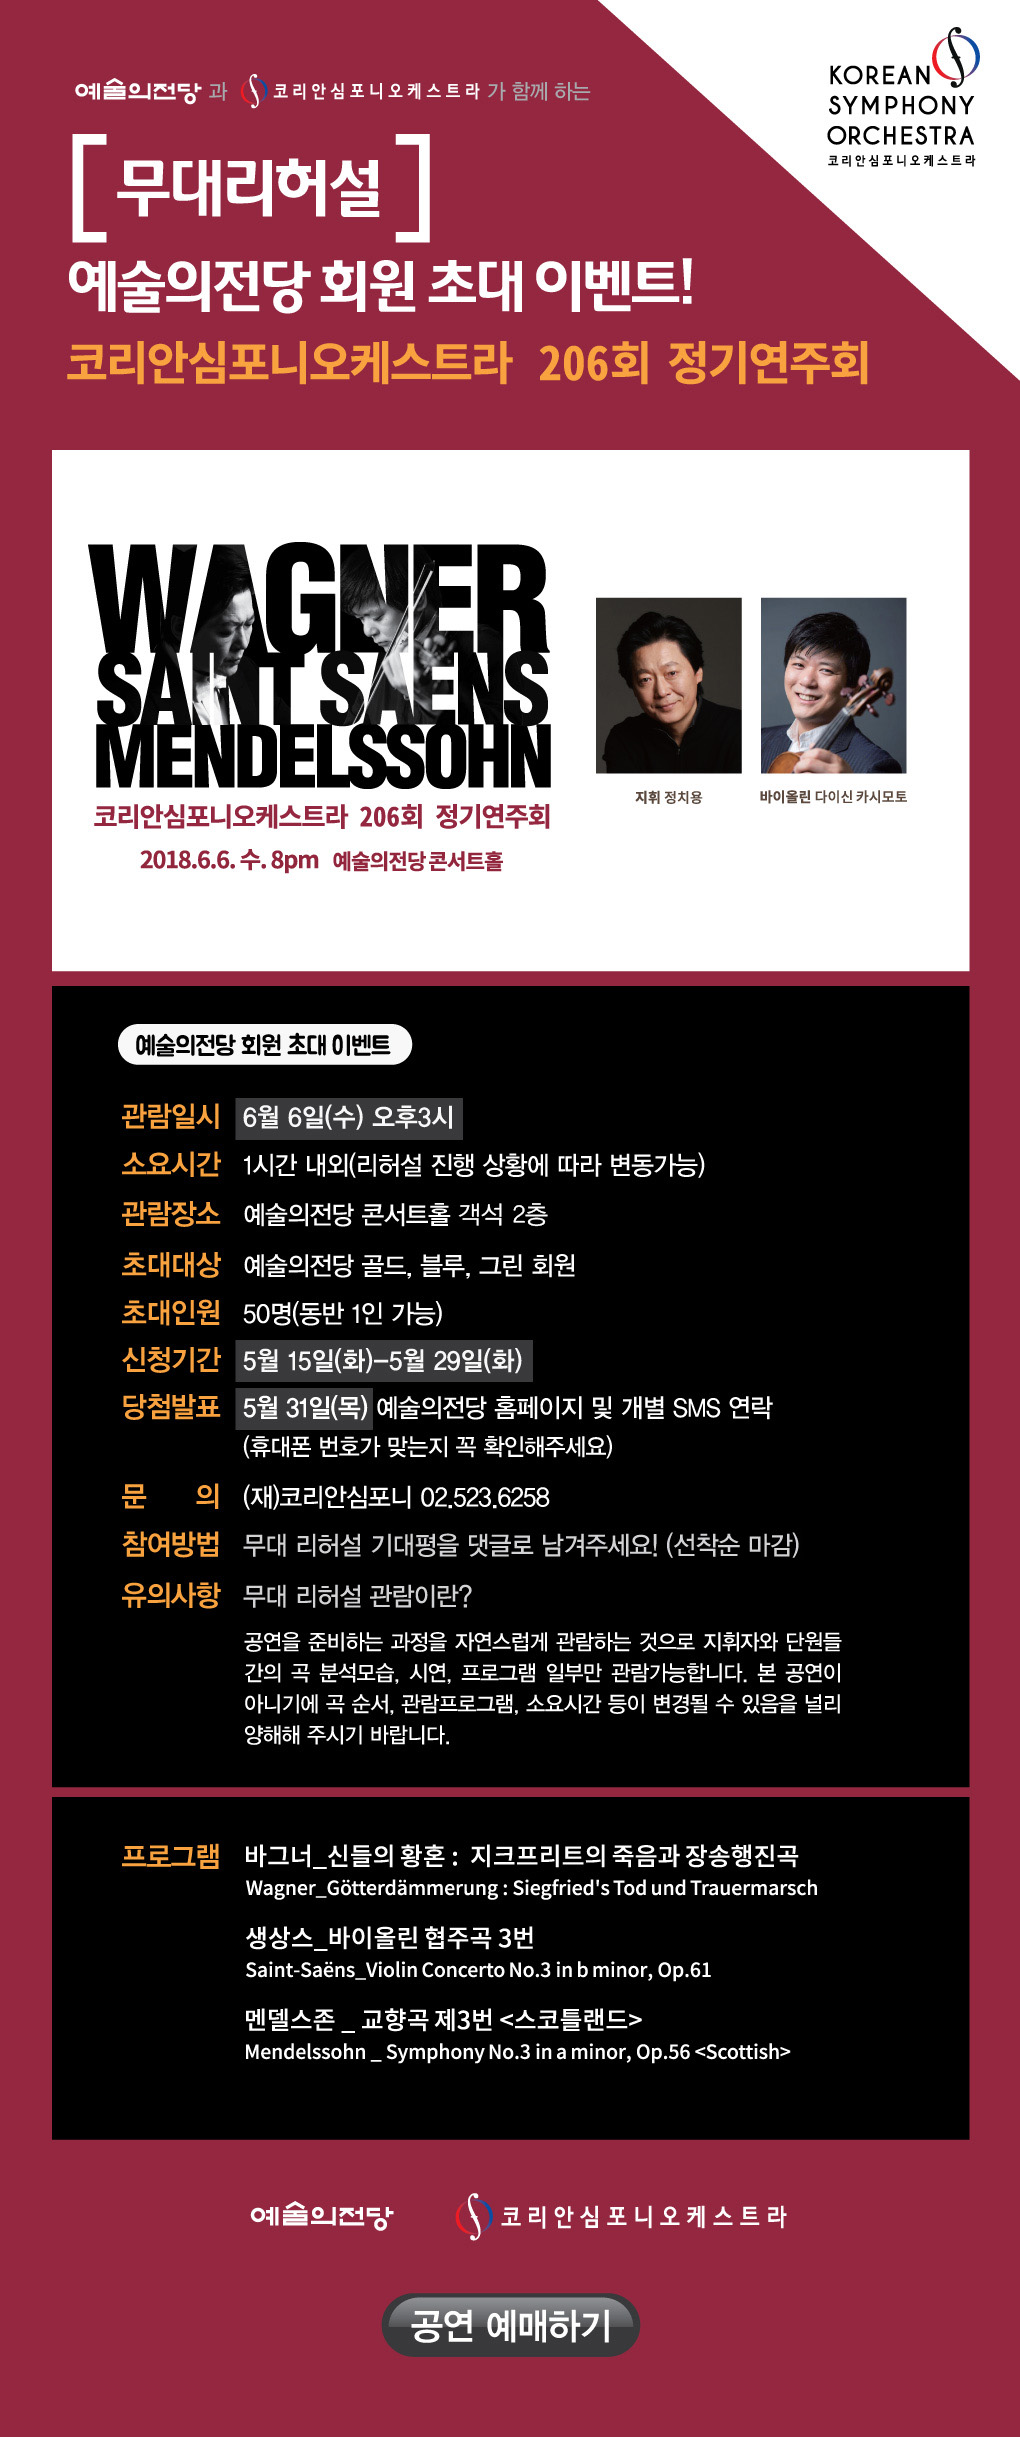 예술의전당 과 코리안심포니오케스트라 가 함께 하는
KOREAN
SYMPHONY
ORCHESTRA
코리안심포니오케스트라
[무대리허설]
예술의전당 회원 초대 이벤트!
코리안심포니오케스트라 206회 정기연주회
WAGNER
SAINT SAENS
MENDELSSOHN
코리안심포니오케스트라 206회 정기연주회
2018.6.6. 수. 8pm 예술의전당 콘서트홀
지휘 정치용
바이올린 다이신 카시모토
예술의전당 회원 초대 이벤트
관람일시 6월 6일(수) 오후3시
소요시간 1시간 내외(리허설 진행 상황에 따라 변동가능)
관람장소 예술의전당 콘서트홀 객석 2층
초대대상 예술의전당 골드, 블루, 그린 회원
초대인원 50명(동반 1인 가능)
신청기간 5월 15일(화)-5월 29일(화)
당첨발표 5월 31일(목) 예술의전당 홈페이지 및 개별 SMS 연락
(휴대폰 번호가 맞는지 꼭 확인해주세요)
문 의 (재)코리안심포니 02.523.6258
참여방법 무대 리허설 기대평을 댓글로 남겨주세요! (선착순 마감)
유의사항 무대 리허설 관람이란?
공연을 준비하는 과정을 자연스럽게 관람하는 것으로 지휘자와 단원들
간의 곡 분석모습, 시연, 프로그램 일부만 관람가능합니다. 본 공연이
아니기에 곡 순서, 관람프로그램, 소요시간 등이 변경될 수 있음을 널리
양해해 주시기 바랍니다.
프로그램 바그너_신들의 황혼 : 지크프리트의 죽음과 장송행진곡
Wagner_Götterdämmerung : Siegfried's Tod und Trauermarsch
생상스_바이올린 협주곡 3번
Saint-Saëns_Violin Concerto No.3 in b minor, Op.61
멘델스존 _ 교향곡 제3번 <스코틀랜드>
Mendelssohn _ Symphony No.3 in a minor, Op.56 <Scottish>
예술의전당 코리안심포니오케스트라
공연 예매하기